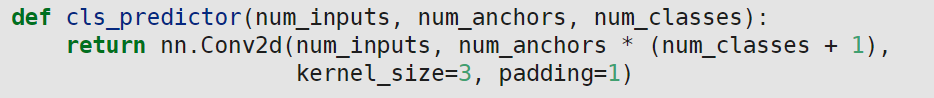 def cls_predictor(num_inputs, num_anchors, num_classes):
    return nn.Conv2d(num_inputs, num_anchors * (num_classes + 1),
                     kernel_size=3, padding=1)